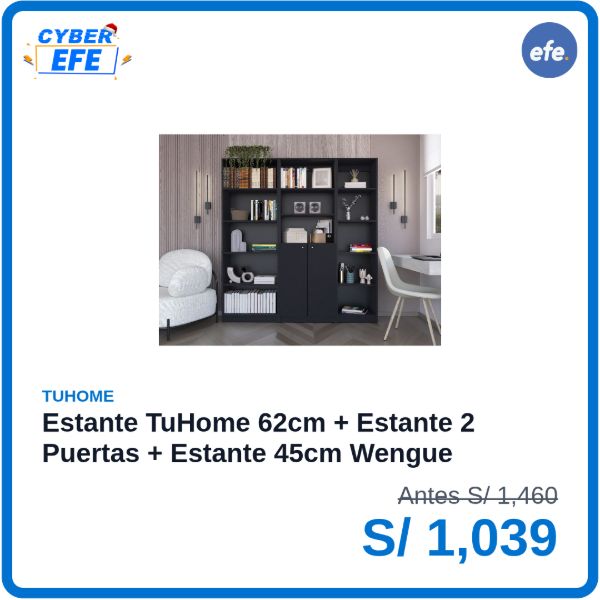 CYBER
EFE
efe.
TUHOME
Estante TuHome 62cm + Estante 2
Puertas + Estante 45cm Wengue
Antes S/ 1,460
S/ 1,039